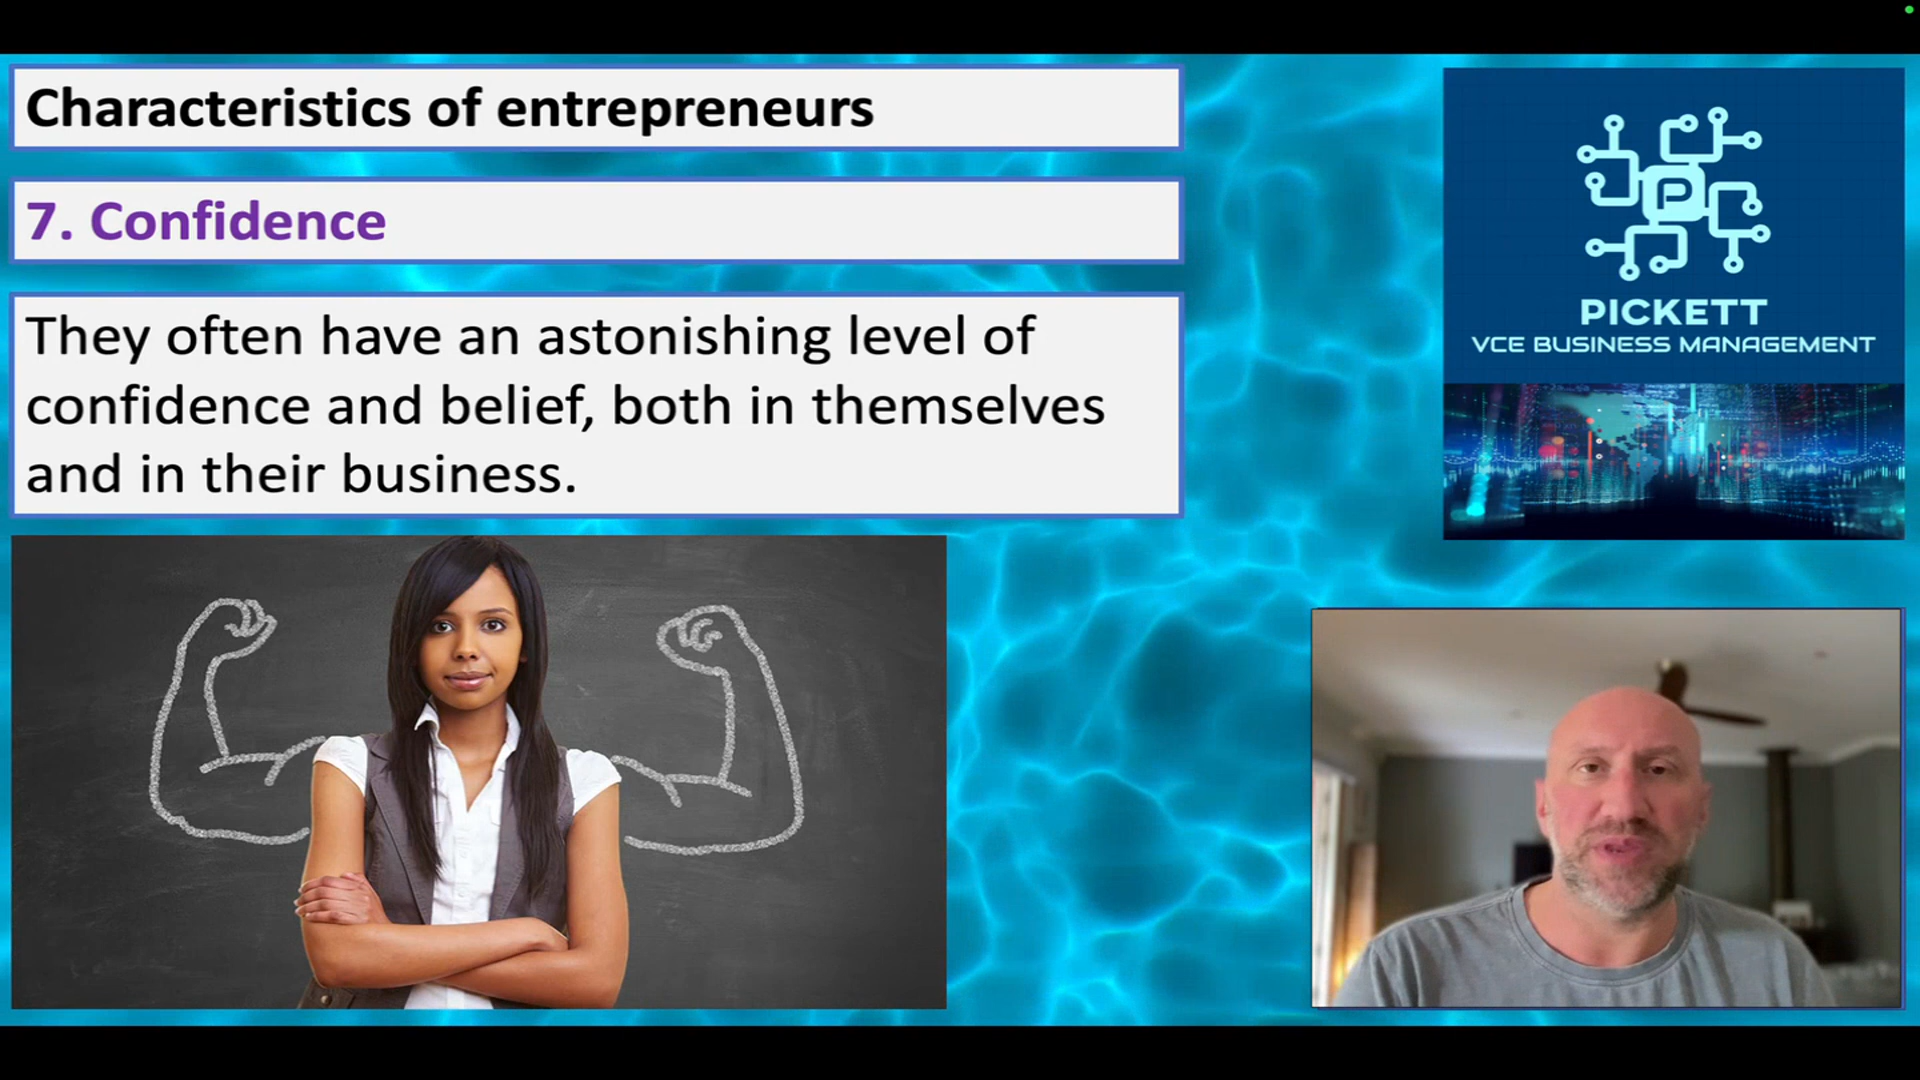 Characteristics of entrepreneurs
7. Confidence
They often have an astonishing level of
confidence and belief, both in themselves
and in their business.
PICKETT
VCE BUSINESS MANAGEMENT